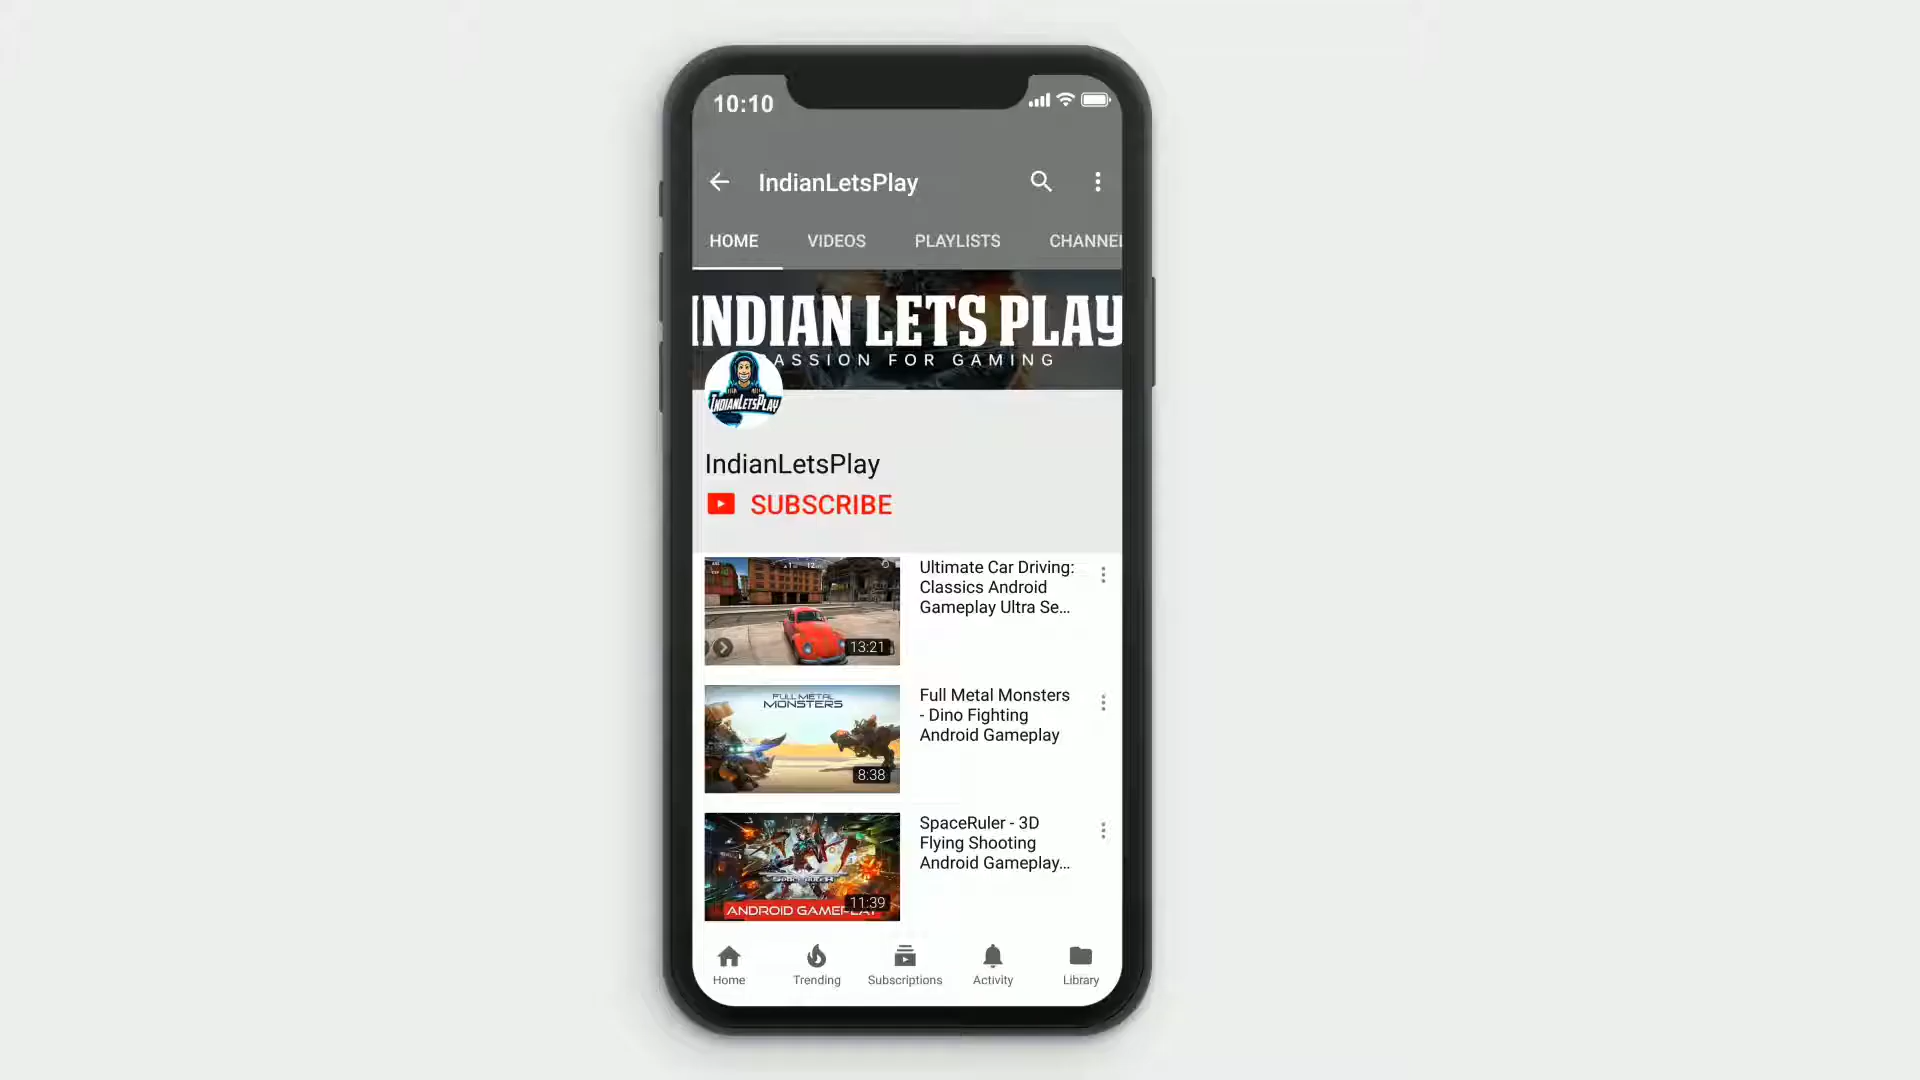 10:10
IndianLetsPlay
HOME VIDEOS PLAYLISTS CHANNEL
INDIAN LETS PLAY
PASSION FOR GAMING
INDIANLETSPLAY
IndianLetsPlay
SUBSCRIBE
Ultimate Car Driving:
Classics Android
Gameplay Ultra Se...
13:21
FULL METAL
MONSTERS
Full Metal Monsters
- Dino Fighting
Android Gameplay
8:38
SpaceRuler - 3D
Flying Shooting
Android Gameplay...
11:39
ANDROID GAMEPLAY
Home Trending Subscriptions Activity Library